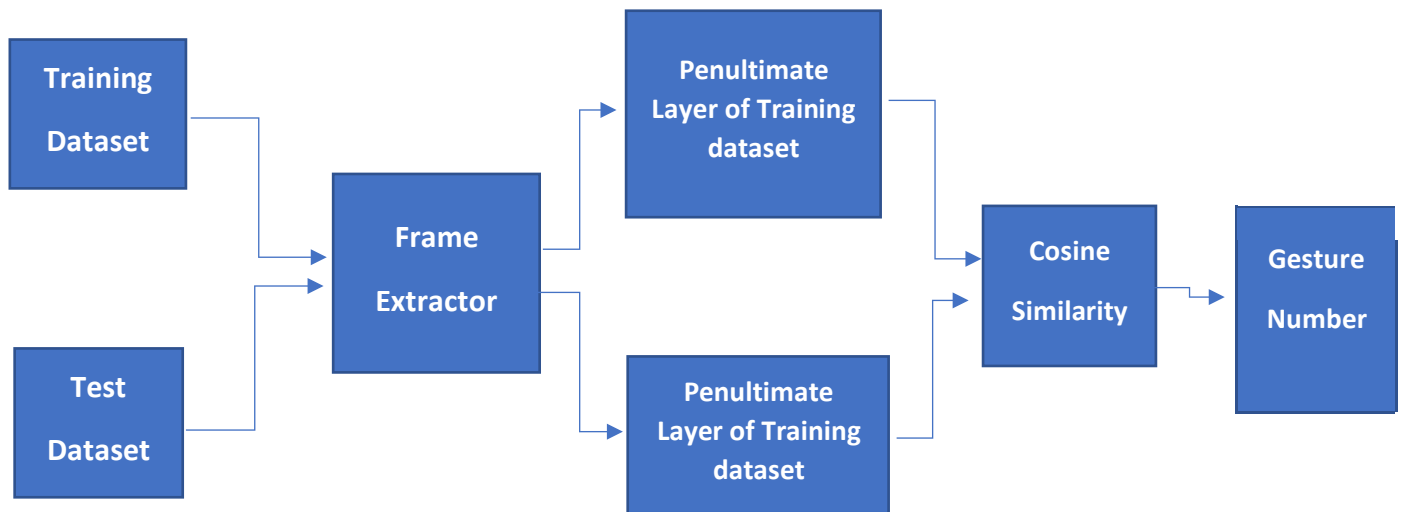 Training
Dataset
Test
Dataset
Frame
Extractor
Penultimate
Layer of Training
dataset
Penultimate
Layer of Training
dataset
Cosine
Similarity
Gesture
Number